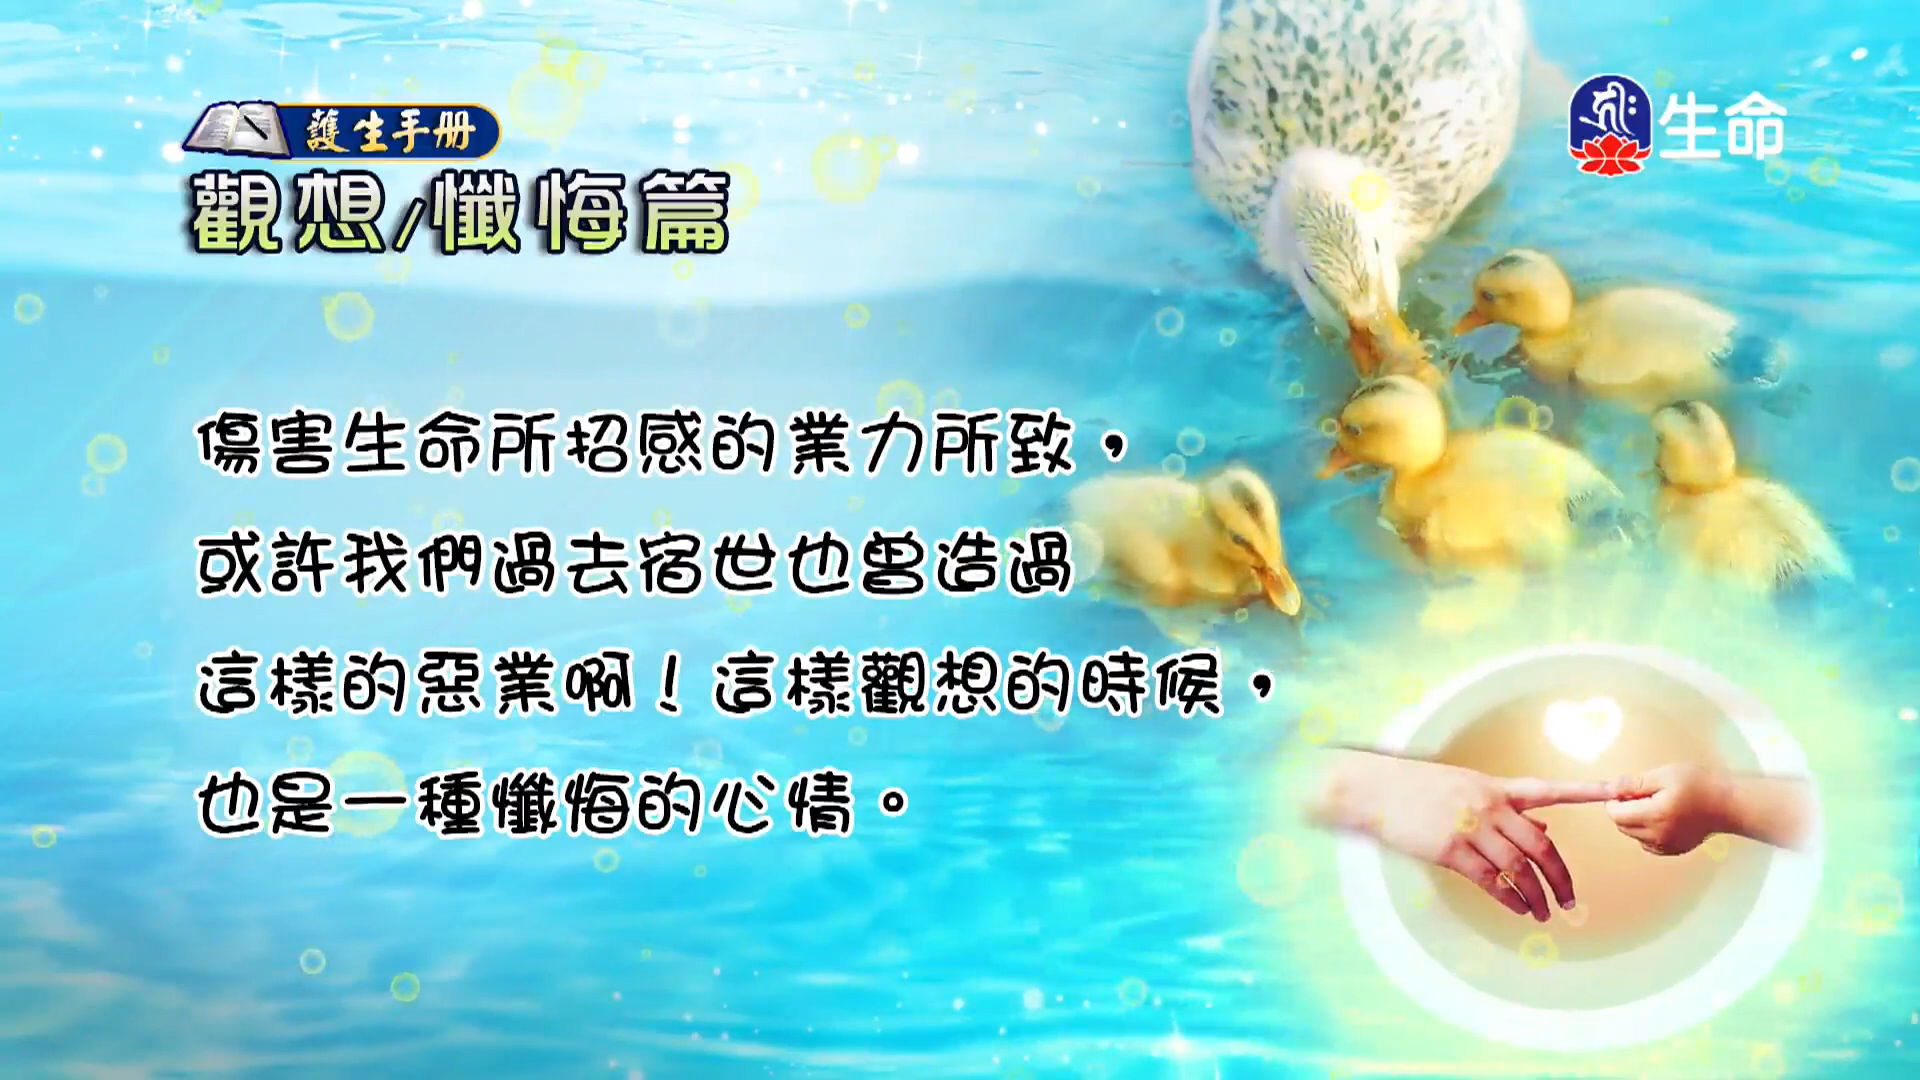 護生手册
生命
觀想/懺悔篇
傷害生命所招感的業力所致，
或許我們過去宿世也曾造過
這樣的惡業啊！這樣觀想的時候，
也是一種懺悔的心情。